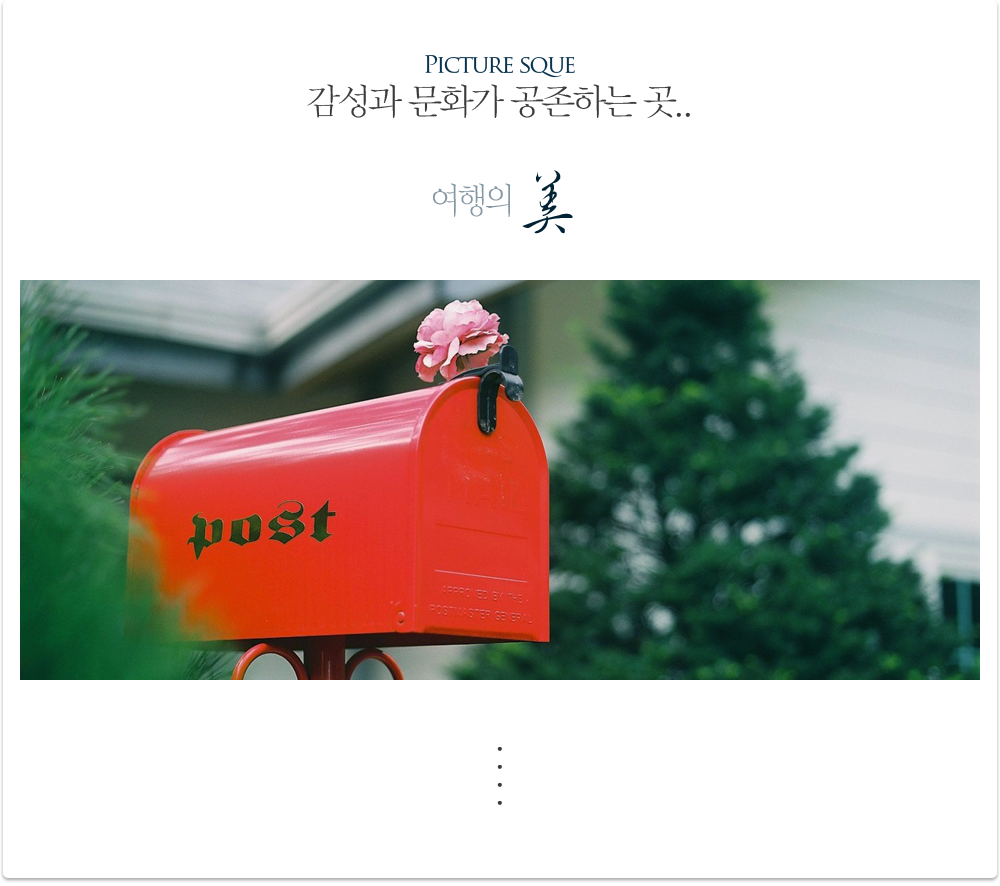 PICTURE SQUE
감성과 문화가 공존하는 곳..
여행의 美
post
APPROVED BY THE
POSTMASTER GENERAL